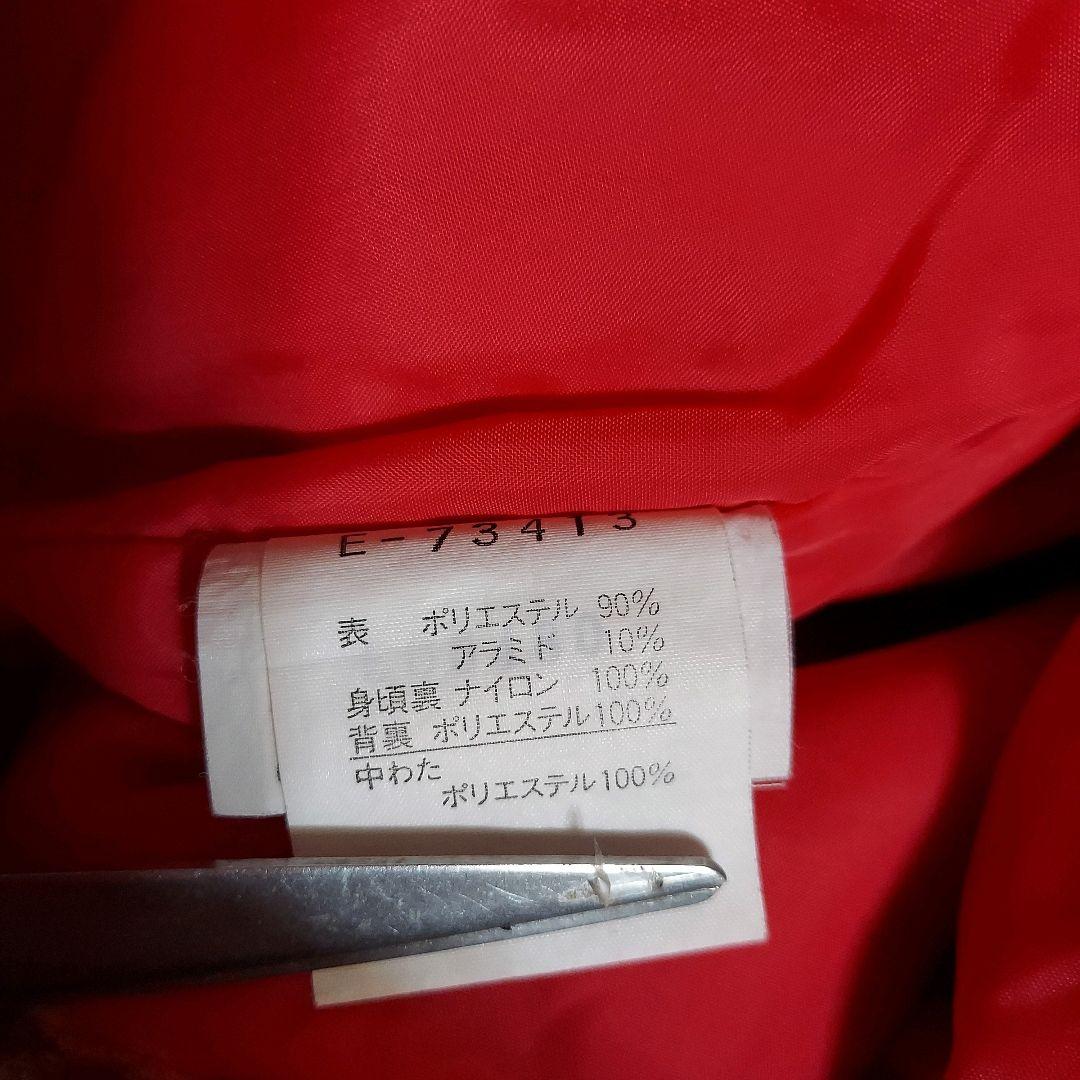 E-73413
表 ポリエステル 90%
アラミド 10%
身頃裏 ナイロン 100%
背裏 ポリエステル100%
中わた
ポリエステル100%